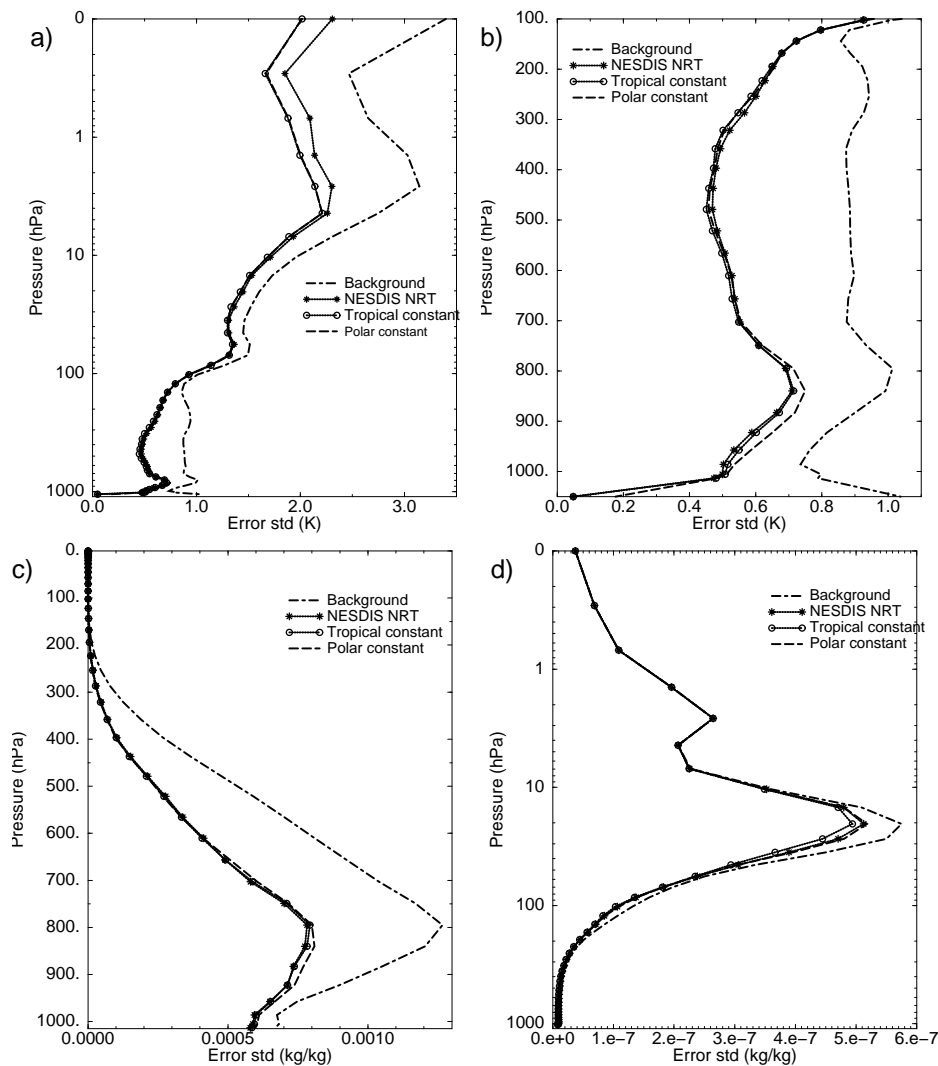 a)
0
1
10
100
1000
0.0 1.0 2.0 3.0
Pressure (hPa)
Error std (K)
Background
NESDIS NRT
Tropical constant
Polar constant
b)
100.
200.
300.
400.
500.
600.
700.
800.
900.
1000.
0.0 0.2 0.4 0.6 0.8 1.0
Pressure (hPa)
Error std (K)
Background
NESDIS NRT
Tropical constant
Polar constant
c)
0.
100.
200.
300.
400.
500.
600.
700.
800.
900.
1000.
0.0000 0.0005 0.0010
Pressure (hPa)
Error std (kg/kg)
Background
NESDIS NRT
Tropical constant
Polar constant
d)
0
1
10
100
1000
0.e+0 1.e−7 2.e−7 3.e−7 4.e−7 5.e−7 6.e−7
Pressure (hPa)
Error std (kg/kg)
Background
NESDIS NRT
Tropical constant
Polar constant